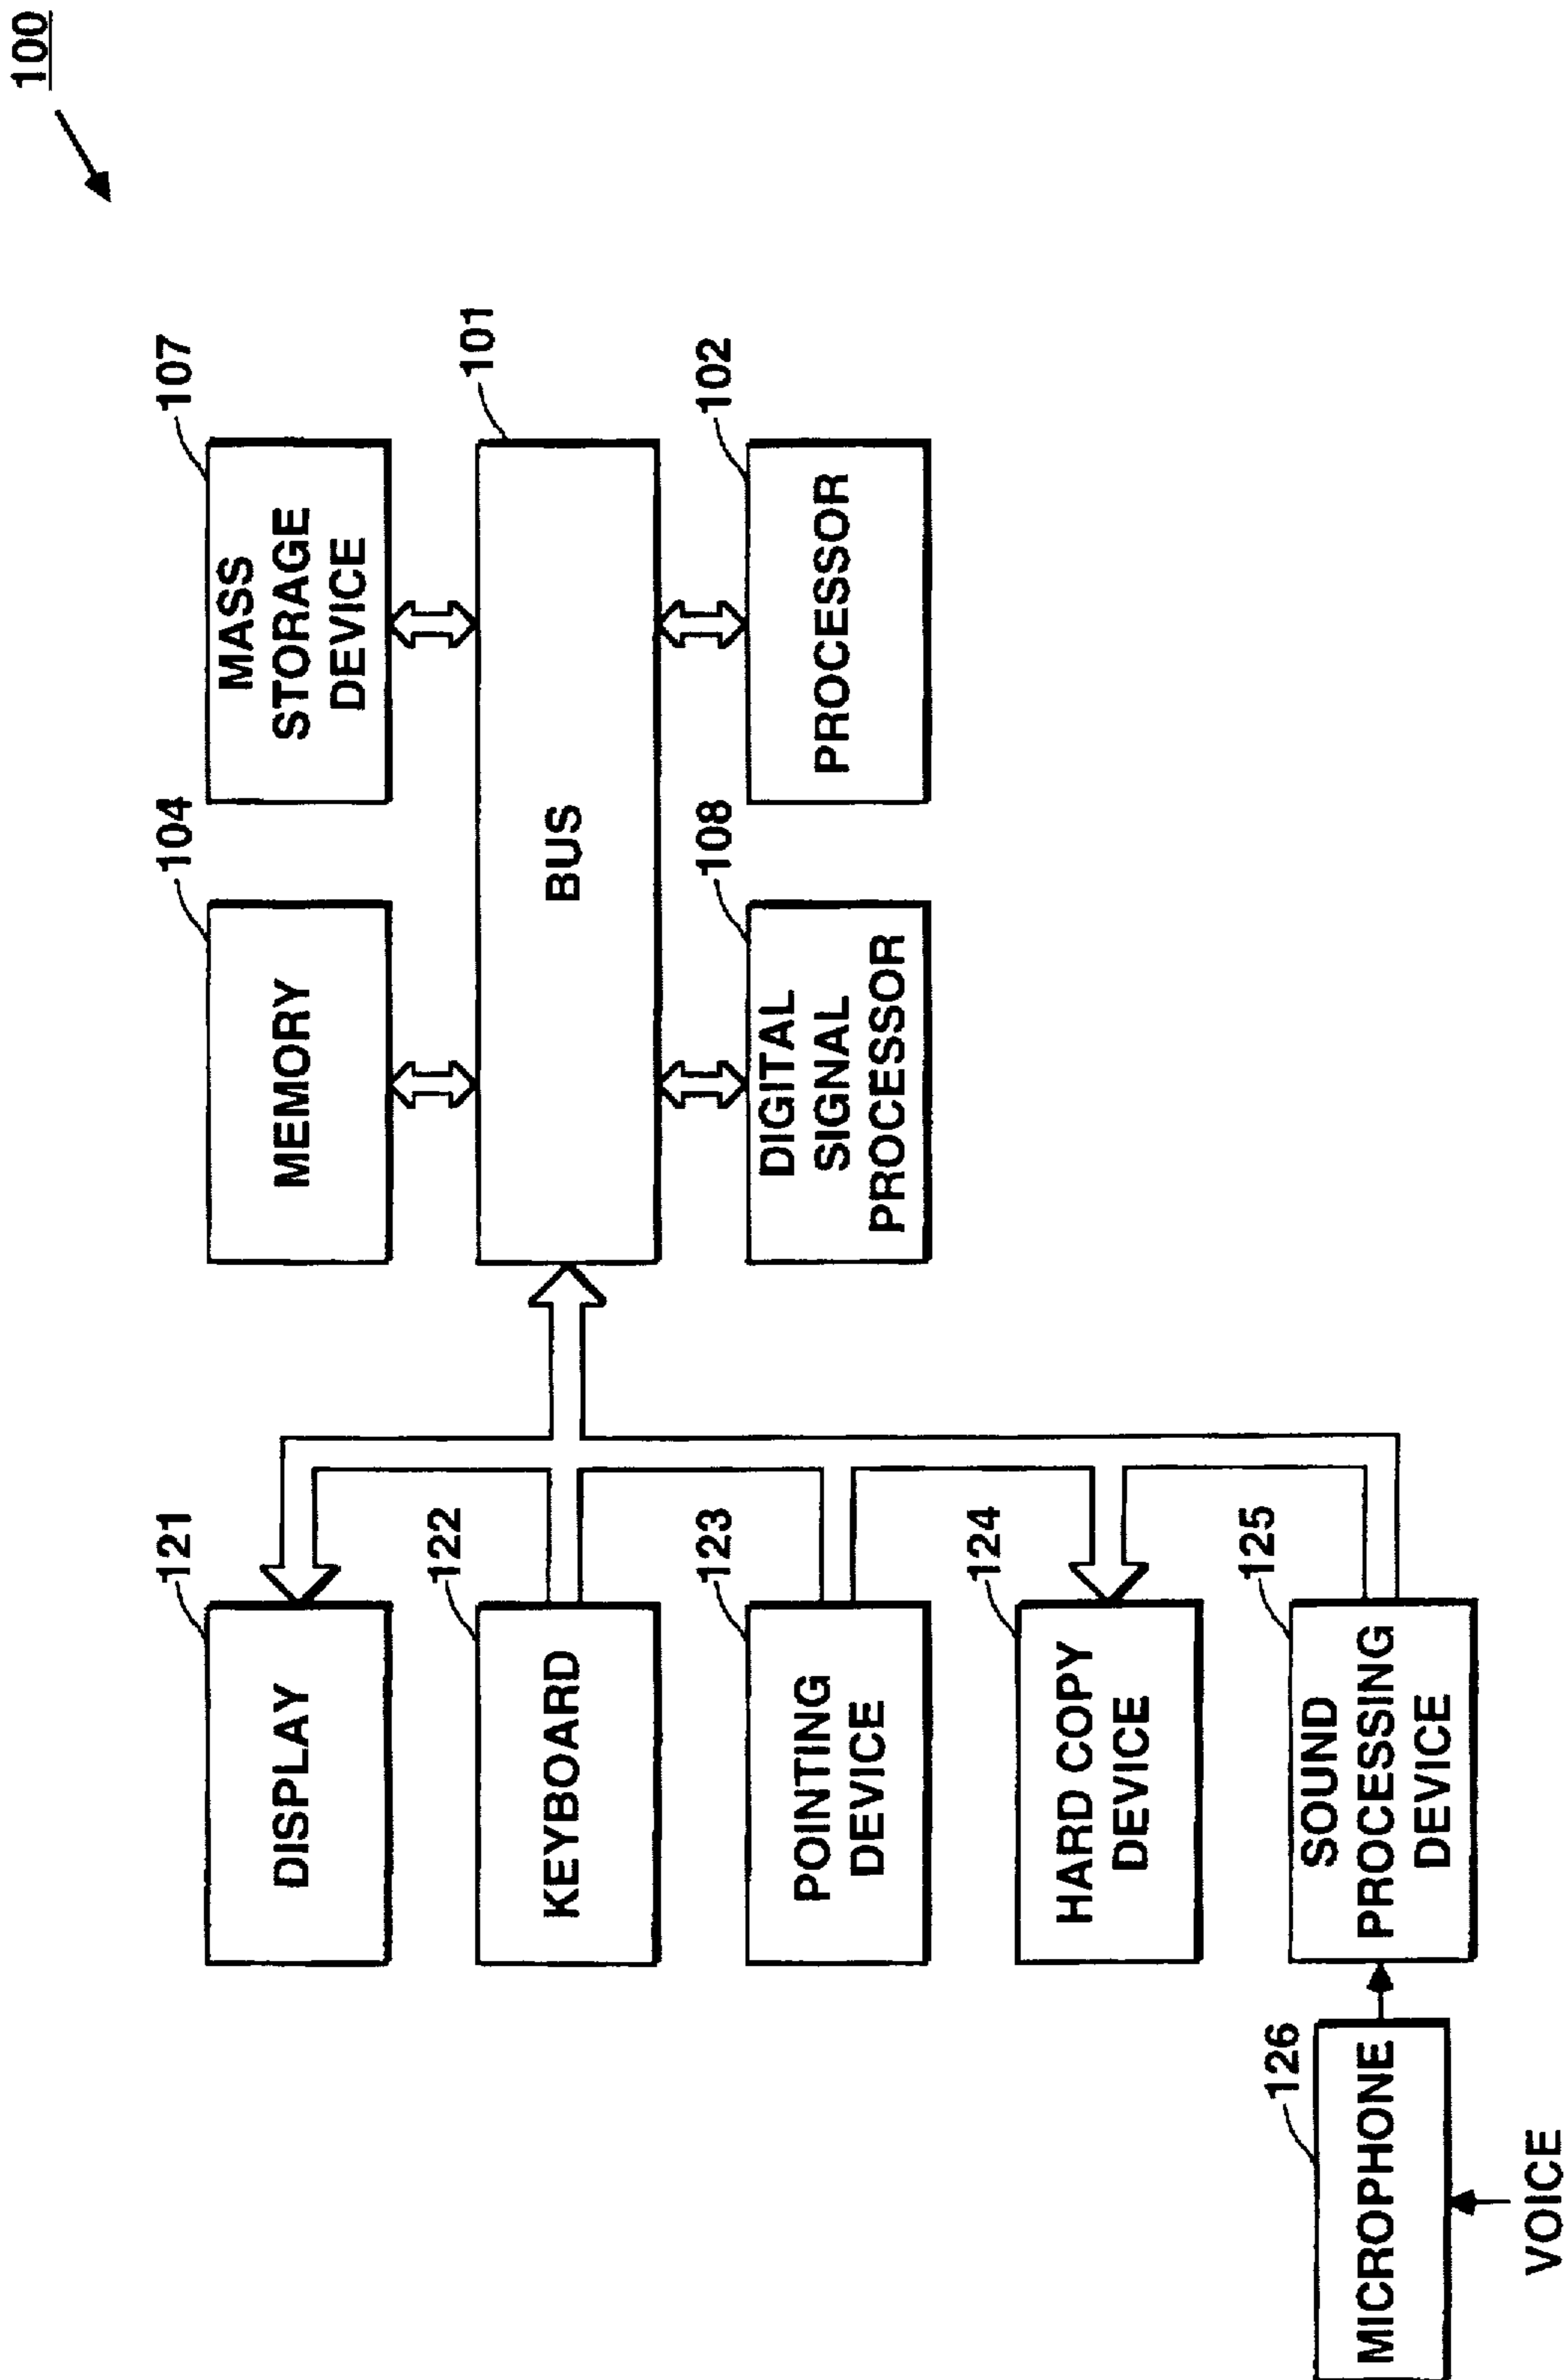 100
121
DISPLAY
104
MEMORY
107
MASS
STORAGE
DEVICE
122
KEYBOARD
BUS
101
123
POINTING
DEVICE
108
DIGITAL
SIGNAL
PROCESSOR
102
PROCESSOR
124
HARD COPY
DEVICE
125
SOUND
PROCESSING
DEVICE
126
MICROPHONE
VOICE